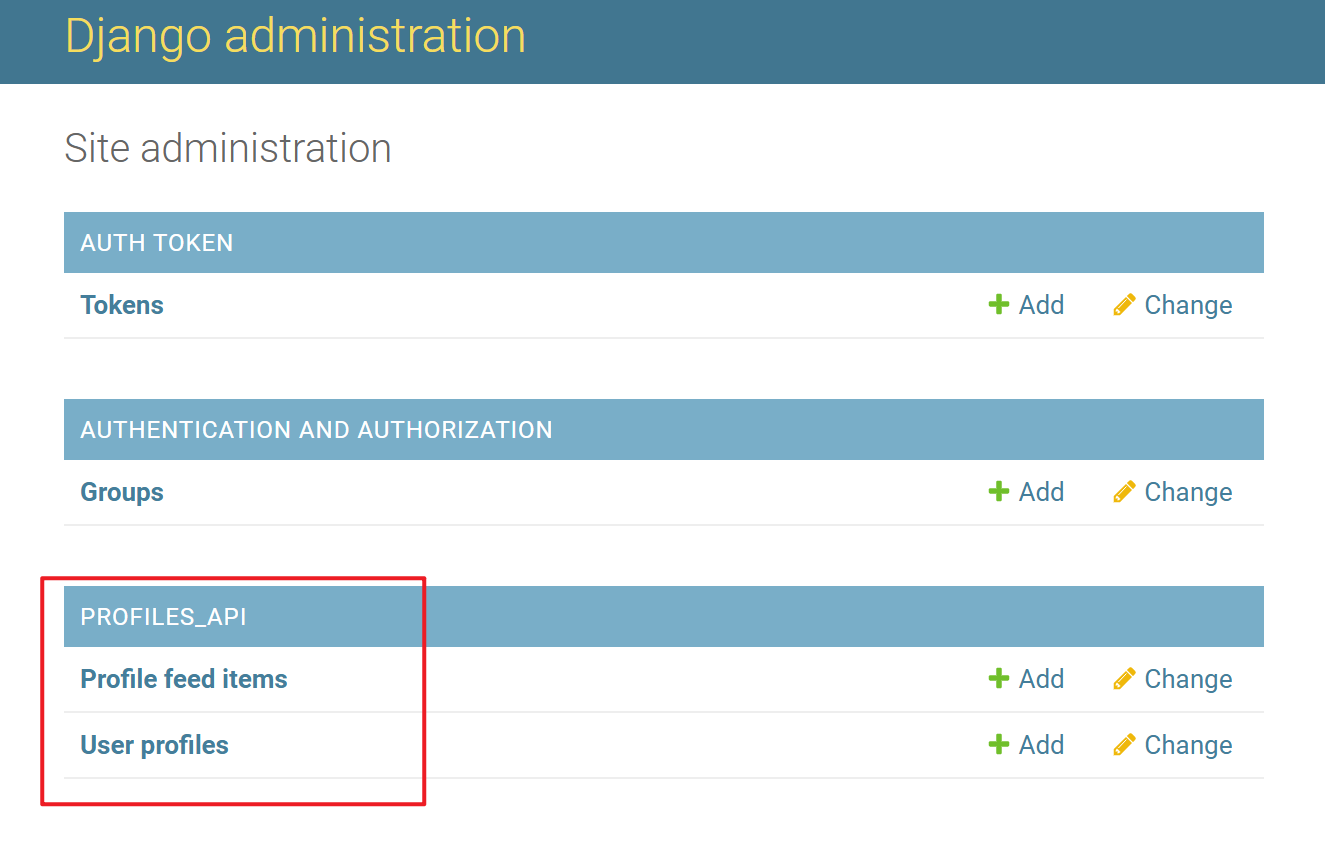 Django administration
Site administration
AUTH TOKEN
Tokens Add Change
AUTHENTICATION AND AUTHORIZATION
Groups Add Change
PROFILES_API
Profile feed items Add Change
User profiles Add Change